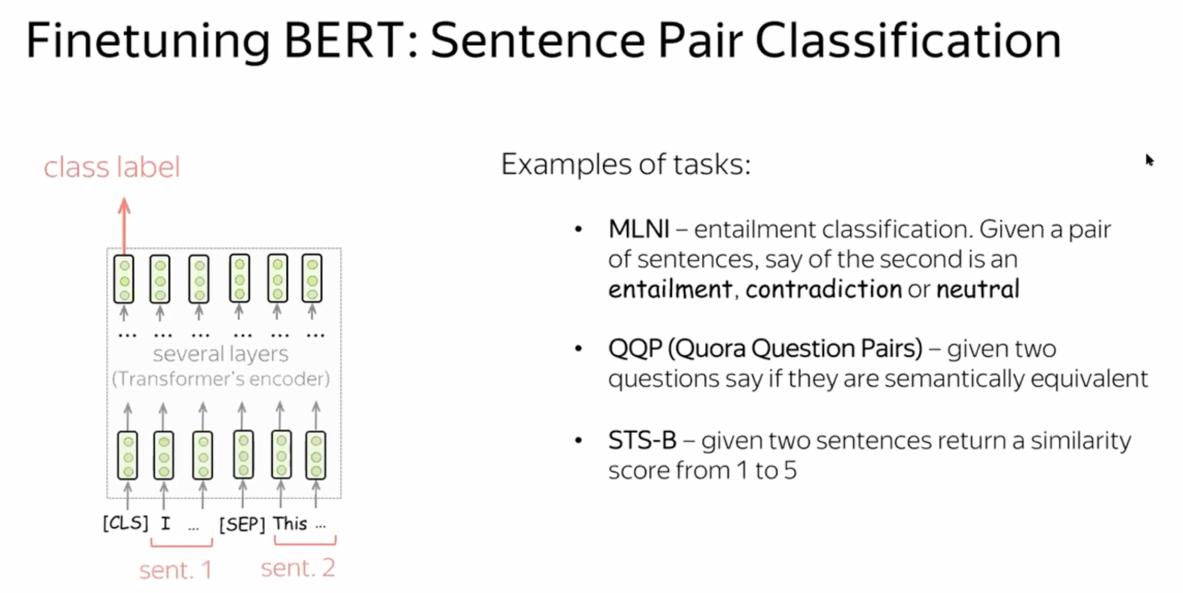 Finetuning BERT: Sentence Pair Classification
class label
...
...
...
...
...
...
several layers
(Transformer's encoder)
[CLS] I ... [SEP] This ...
sent. 1 sent. 2
Examples of tasks:
• MLNI – entailment classification. Given a pair
of sentences, say of the second is an
entailment, contradiction or neutral
• QQP (Quora Question Pairs) – given two
questions say if they are semantically equivalent
• STS-B – given two sentences return a similarity
score from 1 to 5